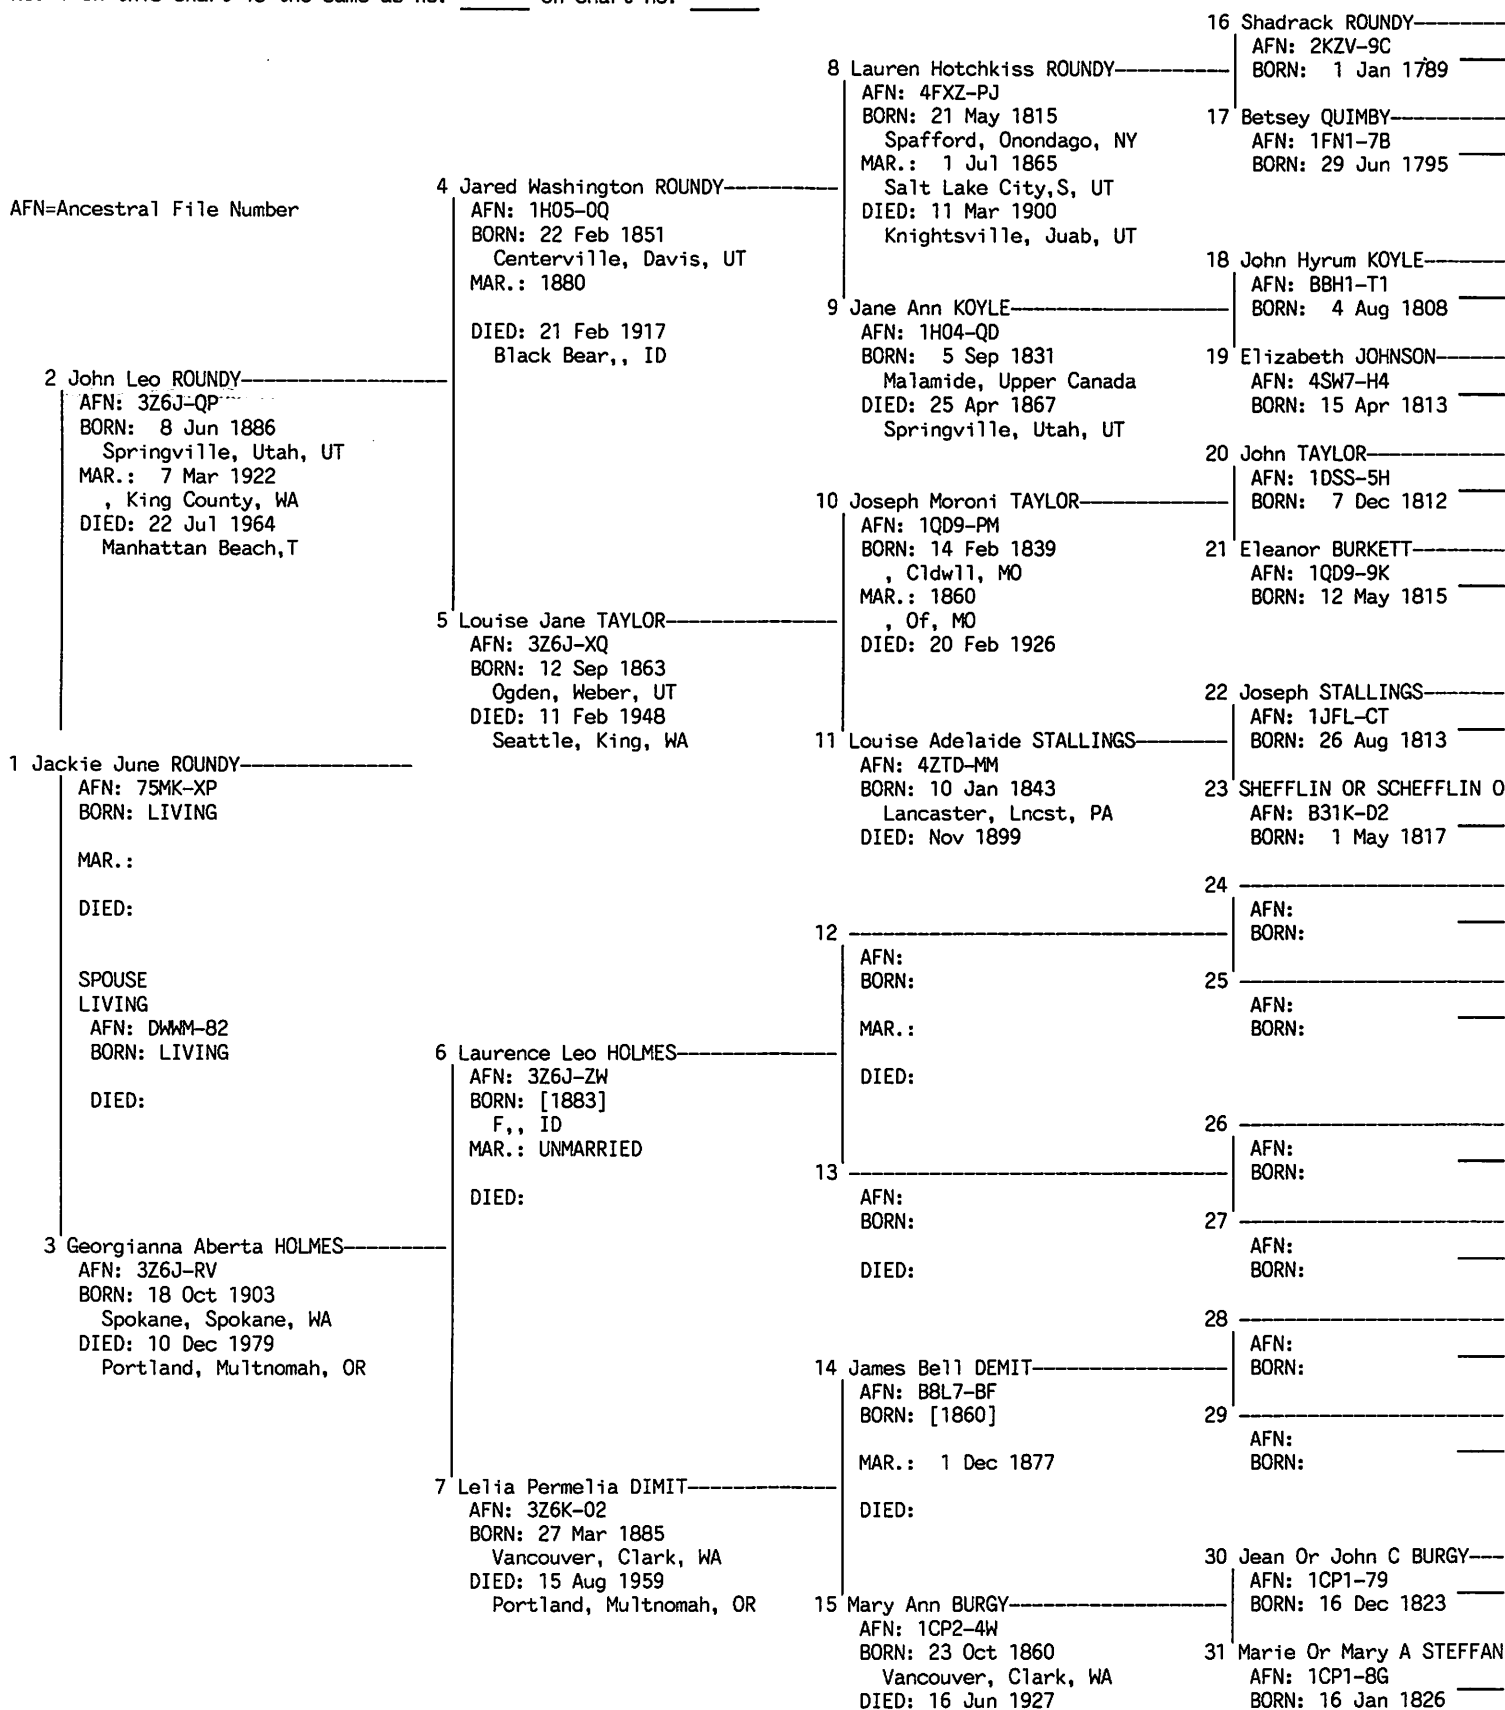 16 Shadrack ROUNDY
AFN: 2KZV-9C
BORN: 1 Jan 1789
8 Lauren Hotchkiss ROUNDY
AFN: 4FXZ-PJ
BORN: 21 May 1815
Spafford, Onondago, NY
MAR.: 1 Jul 1865
Salt Lake City,S, UT
DIED: 11 Mar 1900
Knightsville, Juab, UT
17 Betsey QUIMBY
AFN: 1FN1-7B
BORN: 29 Jun 1795
4 Jared Washington ROUNDY
AFN: 1H05-0Q
BORN: 22 Feb 1851
Centerville, Davis, UT
MAR.: 1880
DIED: 21 Feb 1917
Black Bear,, ID
AFN=Ancestral File Number
18 John Hyrum KOYLE
AFN: BBH1-T1
BORN: 4 Aug 1808
9 Jane Ann KOYLE
AFN: 1H04-QD
BORN: 5 Sep 1831
Malamide, Upper Canada
DIED: 25 Apr 1867
Springville, Utah, UT
19 Elizabeth JOHNSON
AFN: 4SW7-H4
BORN: 15 Apr 1813
2 John Leo ROUNDY
AFN: 3Z6J-QP
BORN: 8 Jun 1886
Springville, Utah, UT
MAR.: 7 Mar 1922
, King County, WA
DIED: 22 Jul 1964
Manhattan Beach,T
20 John TAYLOR
AFN: 1DSS-5H
BORN: 7 Dec 1812
10 Joseph Moroni TAYLOR
AFN: 1QD9-PM
BORN: 14 Feb 1839
, Cldwll, MO
MAR.: 1860
, Of, MO
DIED: 20 Feb 1926
21 Eleanor BURKETT
AFN: 1QD9-9K
BORN: 12 May 1815
5 Louise Jane TAYLOR
AFN: 3Z6J-XQ
BORN: 12 Sep 1863
Ogden, Weber, UT
DIED: 11 Feb 1948
Seattle, King, WA
22 Joseph STALLINGS
AFN: 1JFL-CT
BORN: 26 Aug 1813
11 Louise Adelaide STALLINGS
AFN: 4ZTD-MM
BORN: 10 Jan 1843
Lancaster, Lncst, PA
DIED: Nov 1899
23 SHEFFLIN OR SCHEFFLIN O
AFN: B31K-D2
BORN: 1 May 1817
1 Jackie June ROUNDY
AFN: 75MK-XP
BORN: LIVING
MAR.:
DIED:
SPOUSE
LIVING
AFN: DWWM-82
BORN: LIVING
DIED:
24
AFN:
BORN:
12
AFN:
BORN:
MAR.:
DIED:
25
AFN:
BORN:
6 Laurence Leo HOLMES
AFN: 3Z6J-ZW
BORN: [1883]
F,, ID
MAR.: UNMARRIED
DIED:
26
AFN:
BORN:
13
AFN:
BORN:
DIED:
27
AFN:
BORN:
3 Georgianna Aberta HOLMES
AFN: 3Z6J-RV
BORN: 18 Oct 1903
Spokane, Spokane, WA
DIED: 10 Dec 1979
Portland, Multnomah, OR
28
AFN:
BORN:
14 James Bell DEMIT
AFN: B8L7-BF
BORN: [1860]
MAR.: 1 Dec 1877
DIED:
29
AFN:
BORN:
7 Lelia Permelia DIMIT
AFN: 3Z6K-02
BORN: 27 Mar 1885
Vancouver, Clark, WA
DIED: 15 Aug 1959
Portland, Multnomah, OR
30 Jean Or John C BURGY
AFN: 1CP1-79
BORN: 16 Dec 1823
15 Mary Ann BURGY
AFN: 1CP2-4W
BORN: 23 Oct 1860
Vancouver, Clark, WA
DIED: 16 Jun 1927
31 Marie Or Mary A STEFFAN
AFN: 1CP1-8G
BORN: 16 Jan 1826